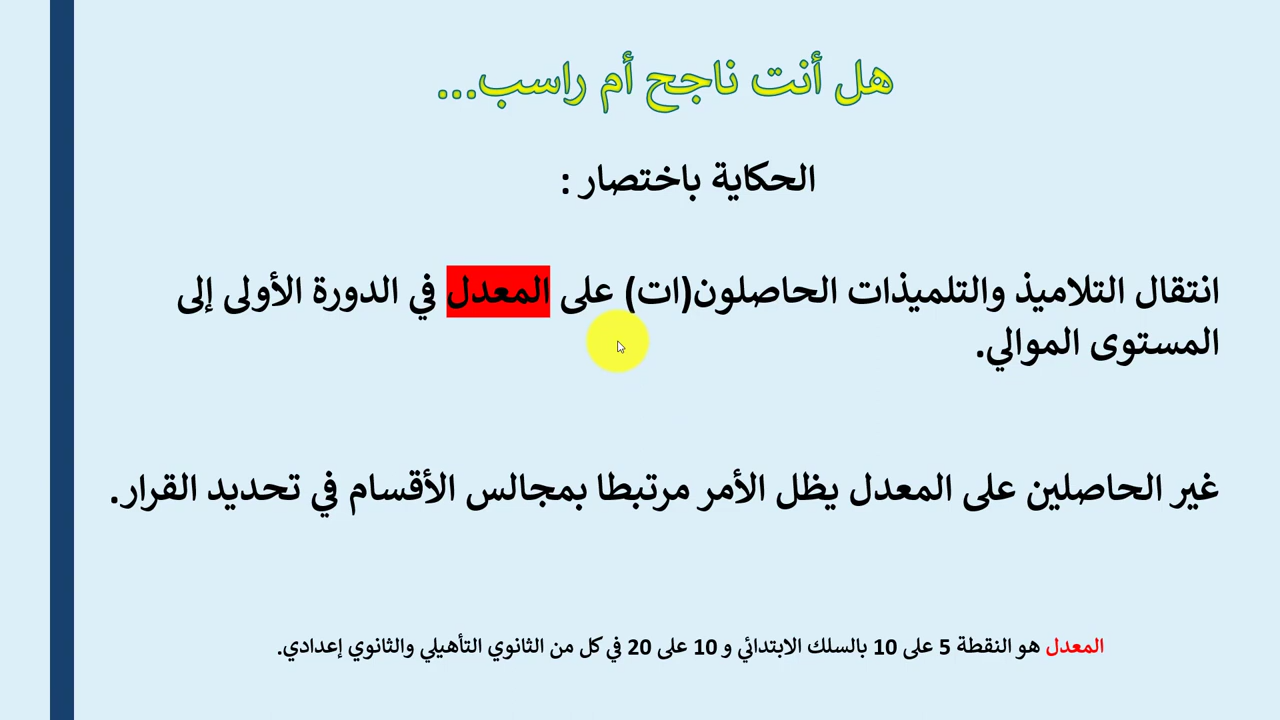 هل أنت ناجح أم راسب...
الحكاية باختصار :
انتقال التلاميذ والتلميذات الحاصلون(ات) على المعدل في الدورة الأولى إلى
المستوى الموالي.
غير الحاصلين على المعدل يظل الأمر مرتبطا بمجالس الأقسام في تحديد القرار.
المعدل هو النقطة 5 على 10 بالسلك الابتدائي و 10 على 20 في كل من الثانوي التأهيلي والثانوي إعدادي.